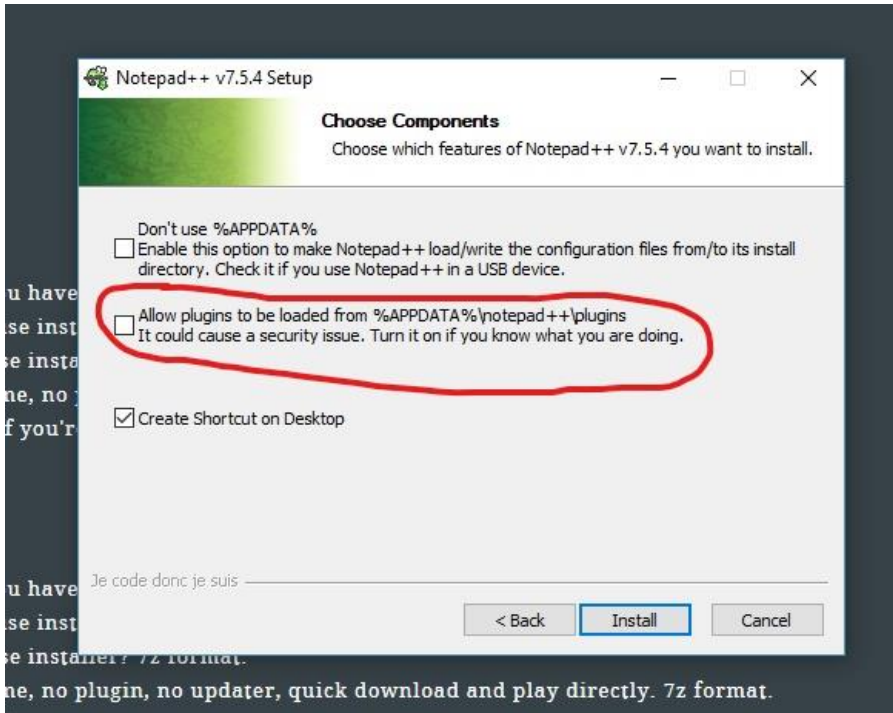 Notepad++ v7.5.4 Setup
Choose Components
Choose which features of Notepad++ v7.5.4 you want to install.
Don't use %APPDATA%
Enable this option to make Notepad++ load/write the configuration files from/to its install
directory. Check it if you use Notepad++ in a USB device.
u have
Allow plugins to be loaded from %APPDATA%\notepad++\plugins
se inst
It could cause a security issue. Turn it on if you know what you are doing.
se insta
ne, no
Create Shortcut on Desktop
f you'r
Je code donc je suis
u have
< Back
Install
Cancel
se inst
se installer? 7z format.
ne, no plugin, no updater, quick download and play directly. 7z format.